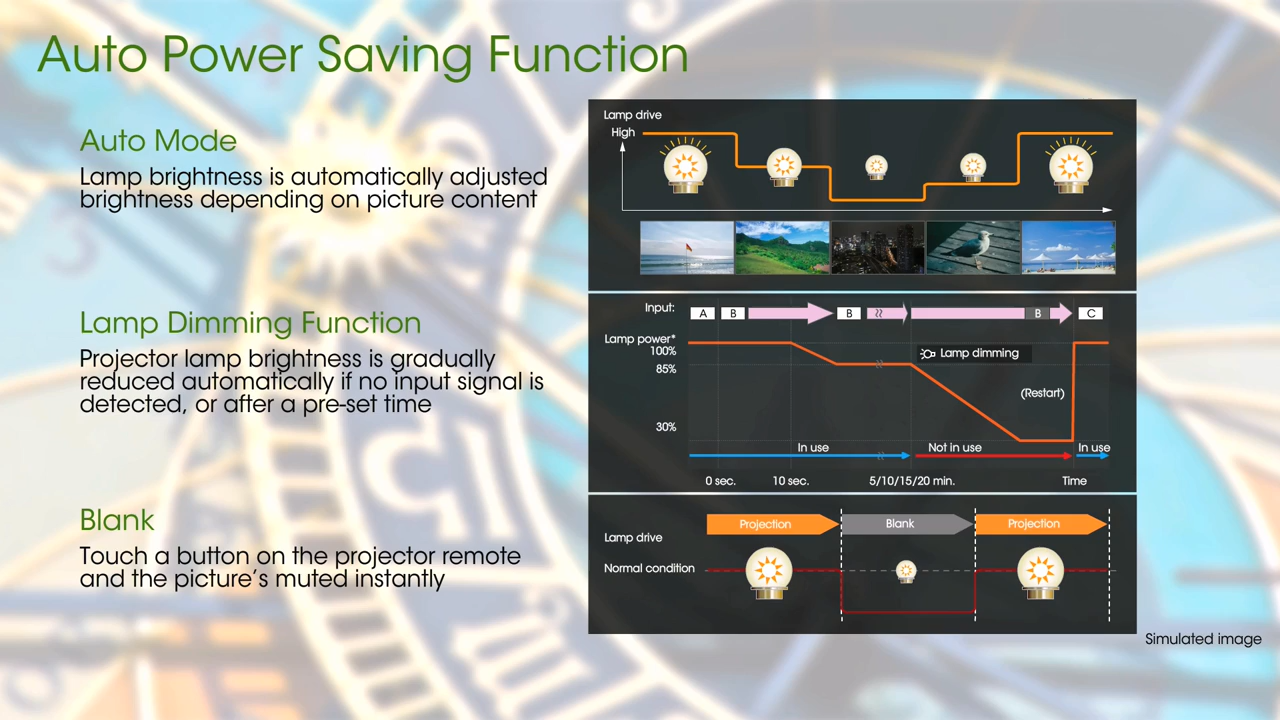 Auto Power Saving Function
Auto Mode
Lamp brightness is automatically adjusted
brightness depending on picture content
Lamp drive
High
Lamp Dimming Function
Projector lamp brightness is gradually
reduced automatically if no input signal is
detected, or after a pre-set time
Input:
A B B B C
Lamp power*
100%
Lamp dimming
85%
(Restart)
30%
In use Not in use In use
0 sec. 10 sec. 5/10/15/20 min. Time
Blank
Touch a button on the projector remote
and the picture's muted instantly
Projection Blank Projection
Lamp drive
Normal condition
Simulated image